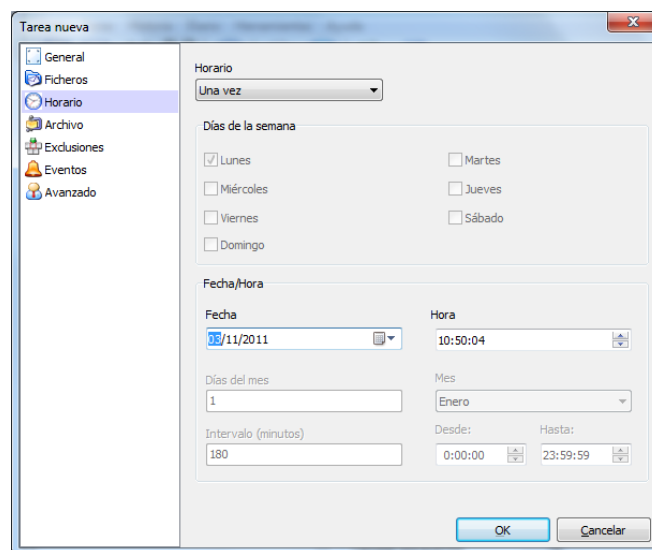 Tarea nueva
General
Ficheros
Horario
Archivo
Exclusiones
Eventos
Avanzado
Horario
Una vez
Días de la semana
Lunes
Martes
Miércoles
Jueves
Viernes
Sábado
Domingo
Fecha/Hora
Fecha
Hora
03/11/2011
10:50:04
Días del mes
Mes
1
Enero
Intervalo (minutos)
Desde:
Hasta:
180
0:00:00
23:59:59
OK
Cancelar